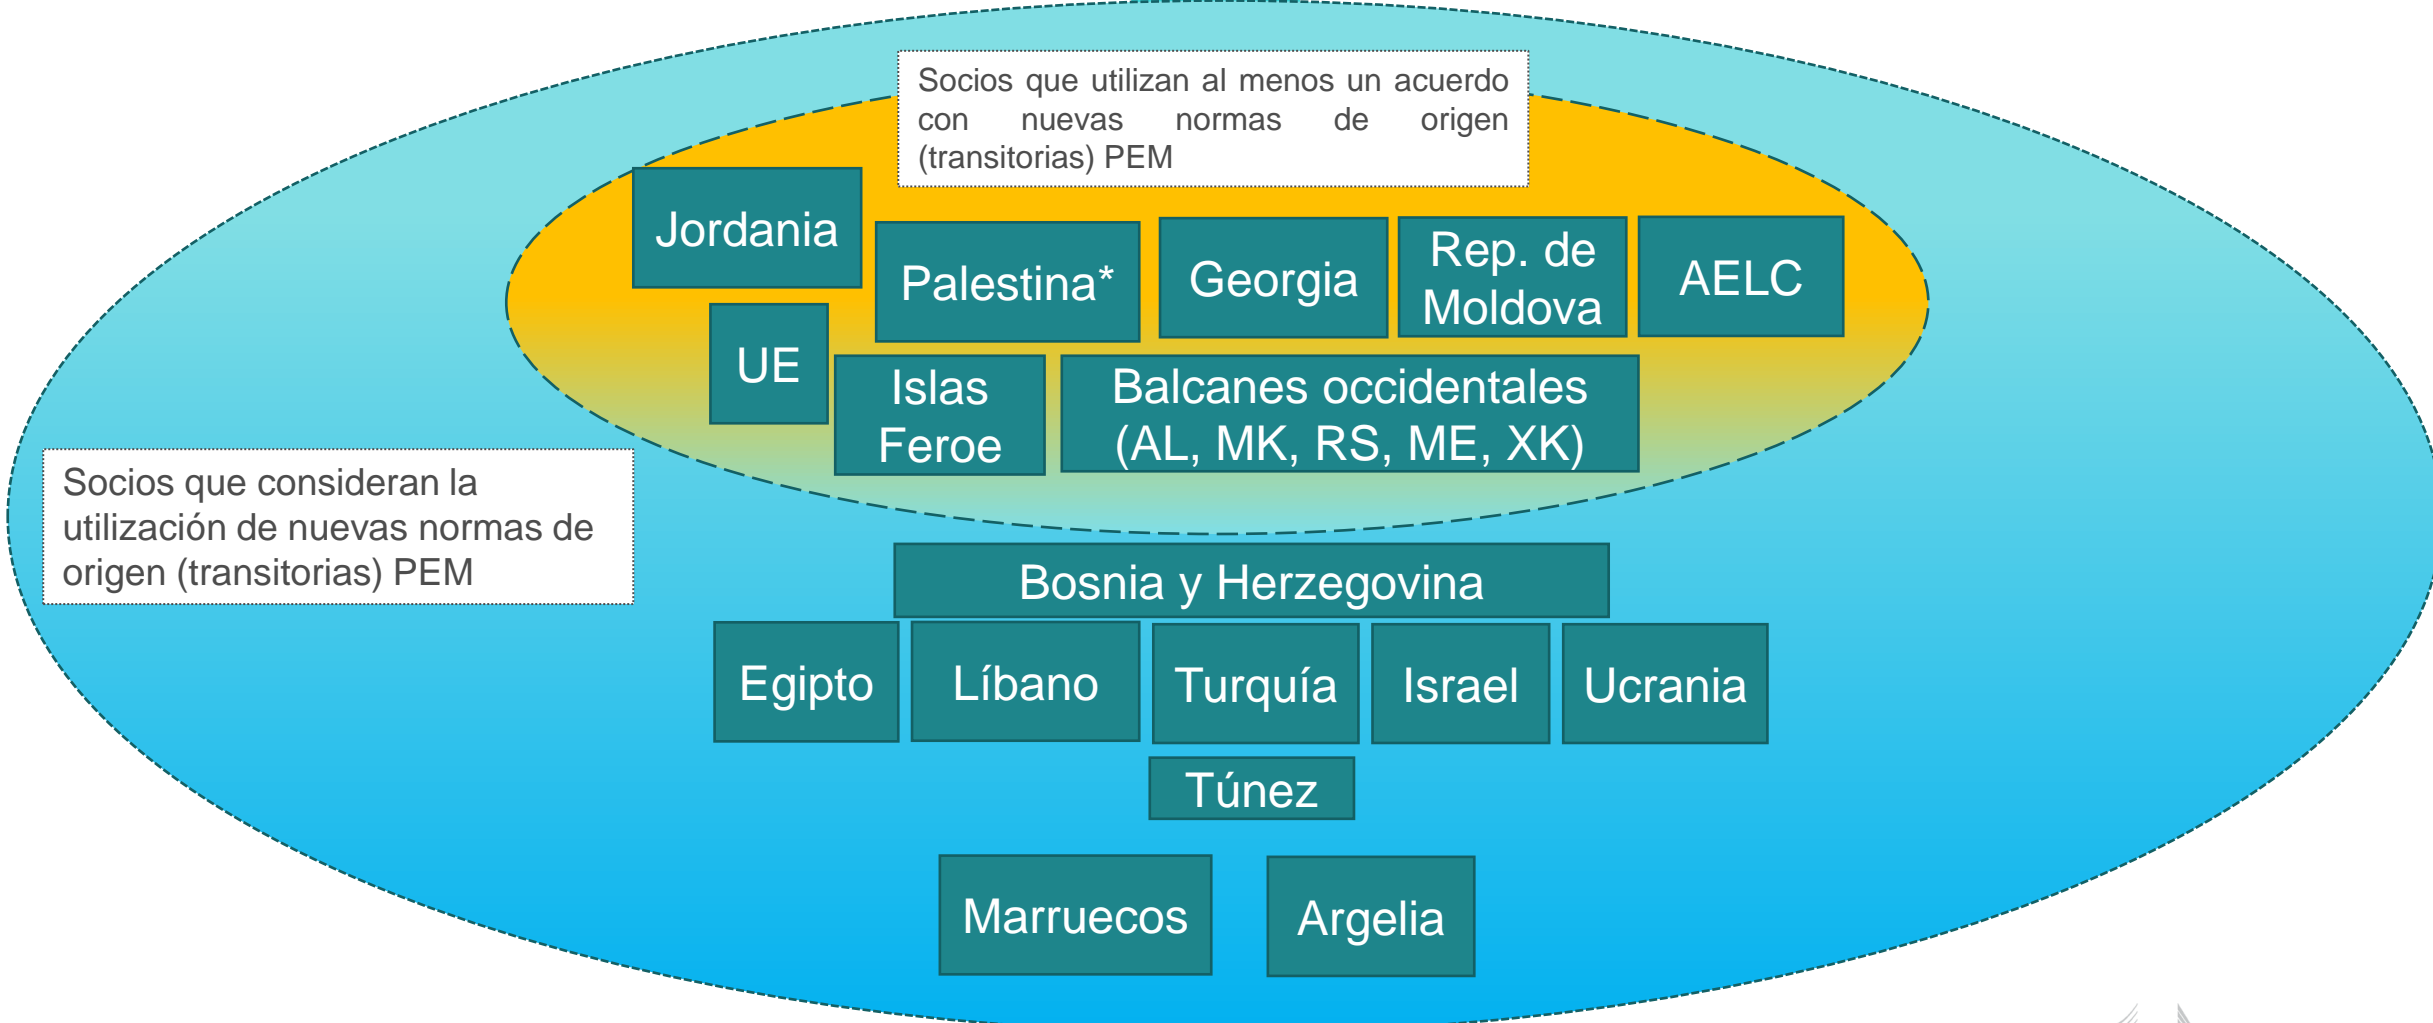 Socios que utilizan al menos un acuerdo
con nuevas normas de origen
(transitorias) PEM
Jordania
Palestina*
Georgia
Rep. de
Moldova
AELC
UE
Islas
Feroe
Balcanes occidentales
(AL, MK, RS, ME, XK)
Socios que consideran la
utilización de nuevas normas de
origen (transitorias) PEM
Bosnia y Herzegovina
Egipto
Líbano
Turquía
Israel
Ucrania
Túnez
Marruecos
Argelia